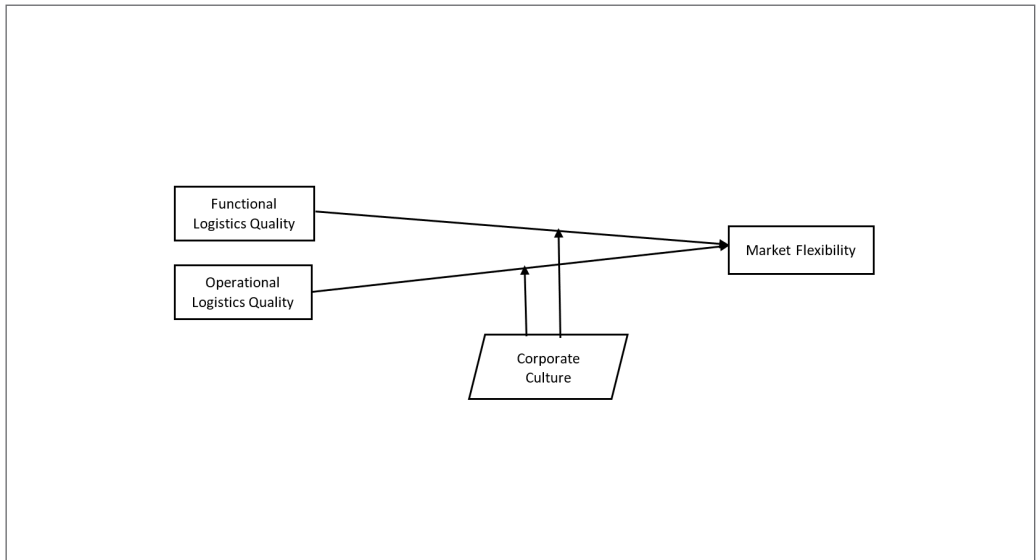 Functional
Logistics Quality
Operational
Logistics Quality
Market Flexibility
Corporate
Culture